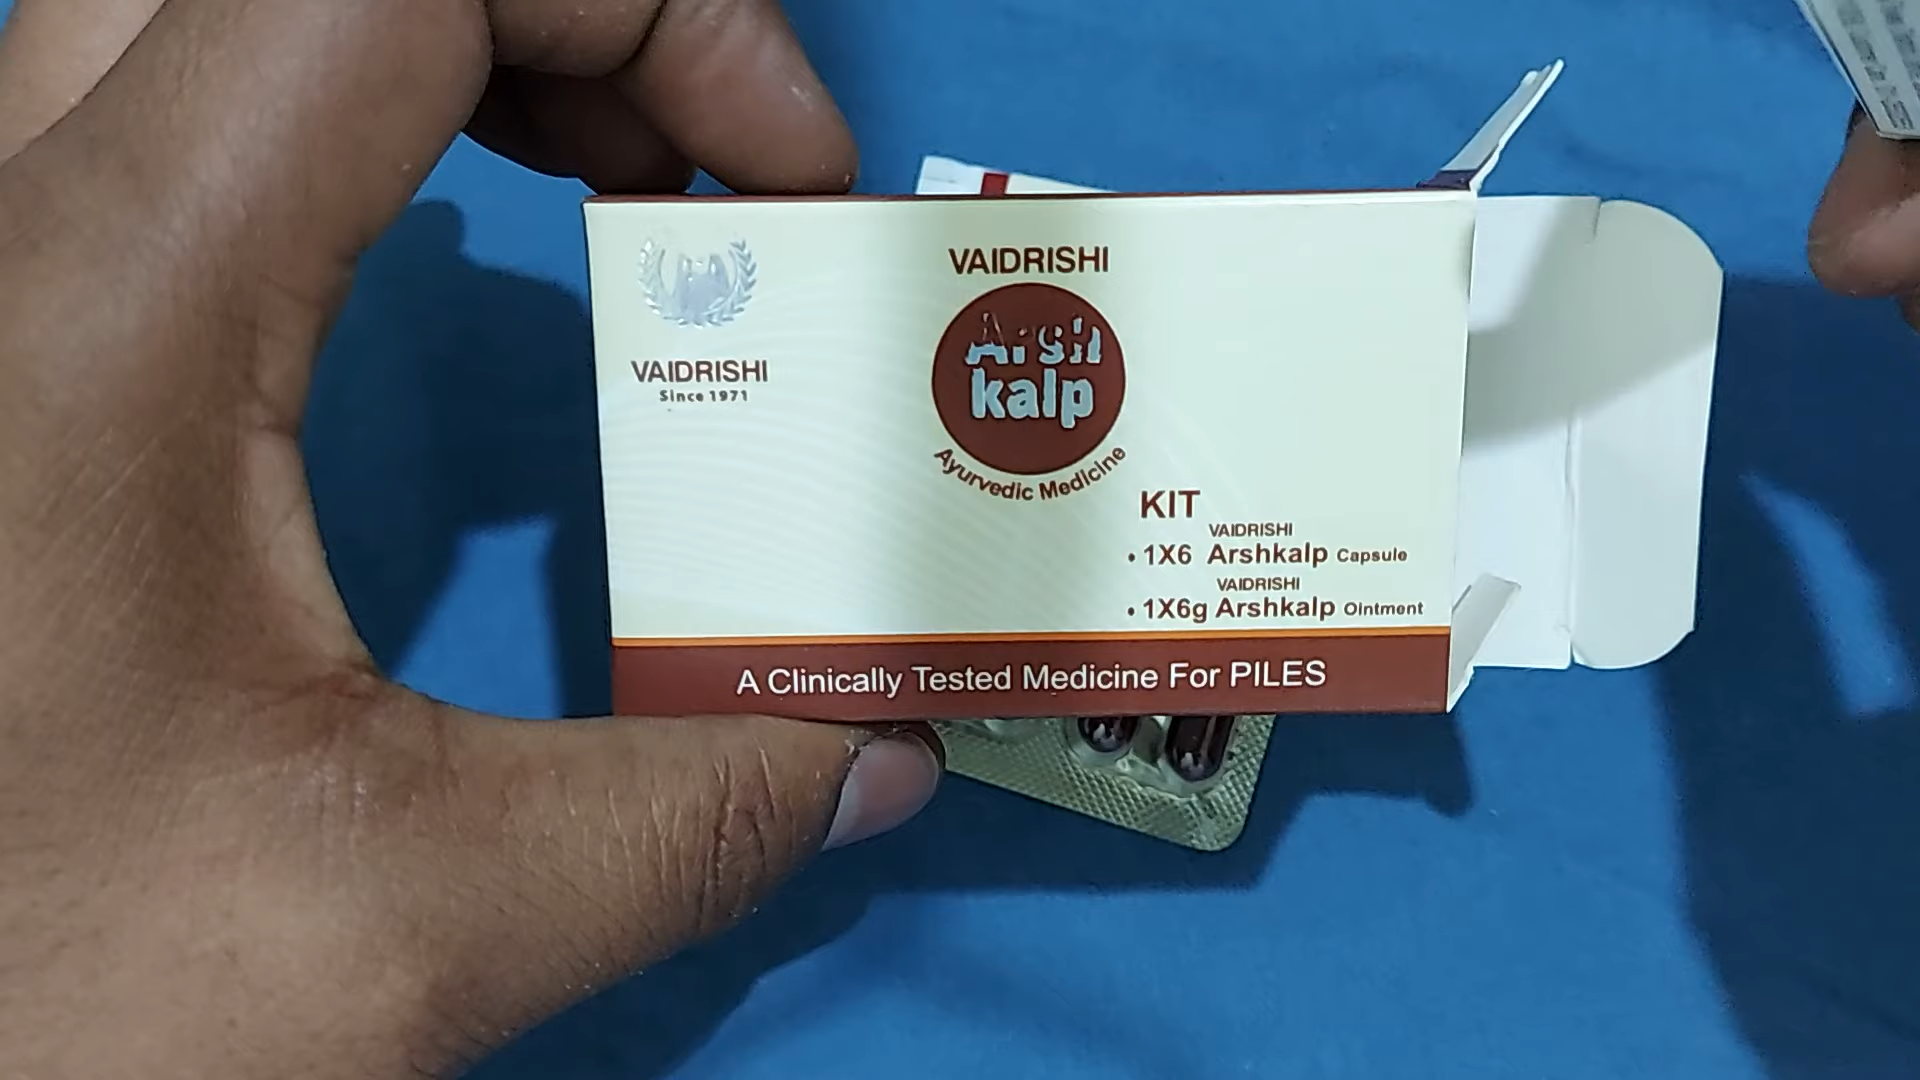 VAIDRISHI
Since 1971
VAIDRISHI
Arsh
kalp
Ayurvedic Medicine
KIT
VAIDRISHI
• 1X6 Arshkalp Capsule
VAIDRISHI
• 1X6g Arshkalp Ointment
A Clinically Tested Medicine For PILES